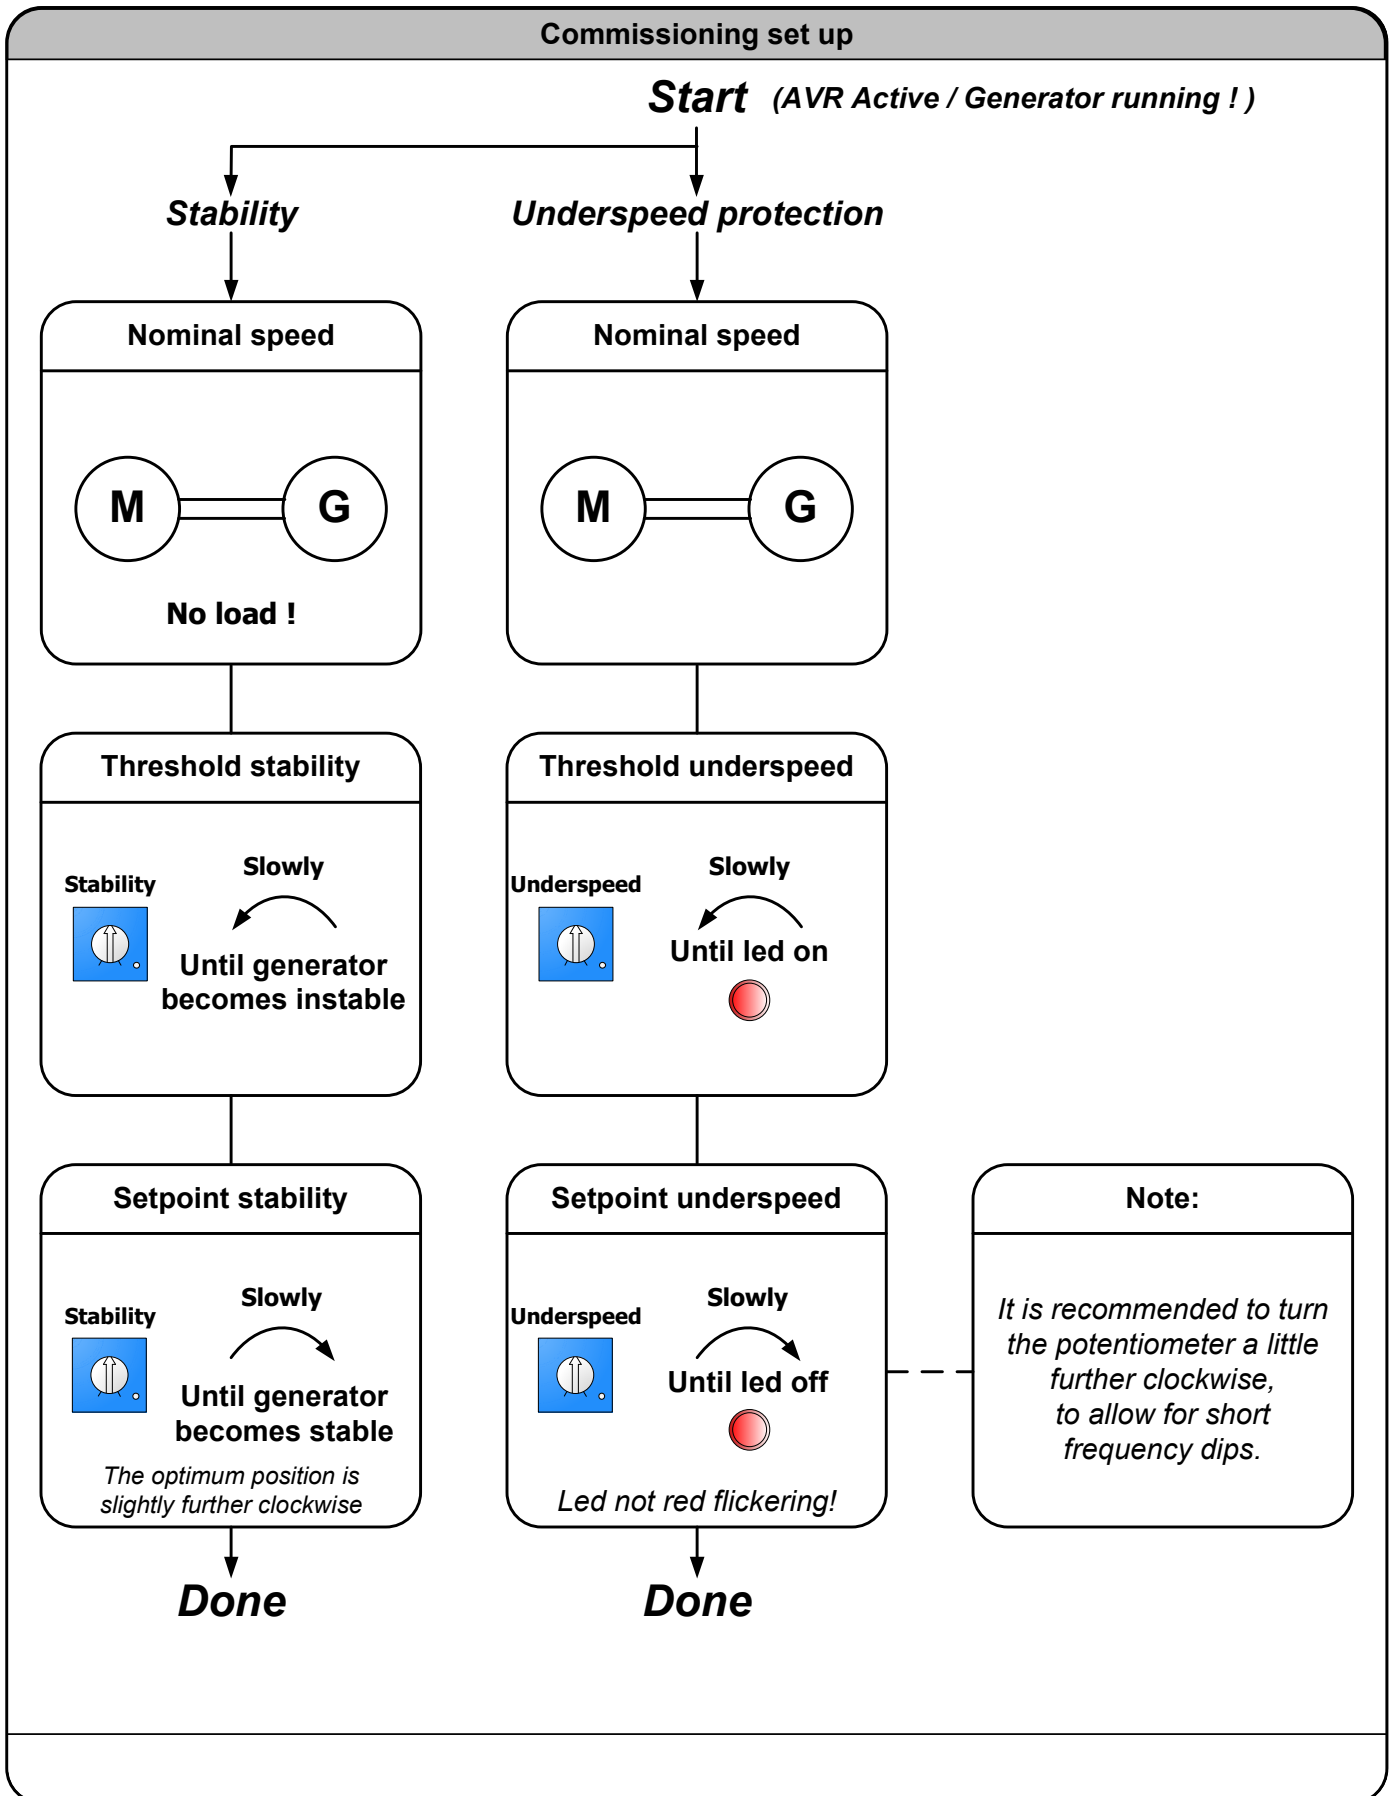 Commissioning set up
Start (AVR Active / Generator running ! )
Stability
Underspeed protection
Nominal speed
M
G
No load !
Nominal speed
M
G
Threshold stability
Stability
Slowly
Until generator
becomes instable
Threshold underspeed
Underspeed
Slowly
Until led on
Setpoint stability
Stability
Slowly
Until generator
becomes stable
The optimum position is
slightly further clockwise
Setpoint underspeed
Underspeed
Slowly
Until led off
Led not red flickering!
Note:
It is recommended to turn
the potentiometer a little
further clockwise,
to allow for short
frequency dips.
Done
Done